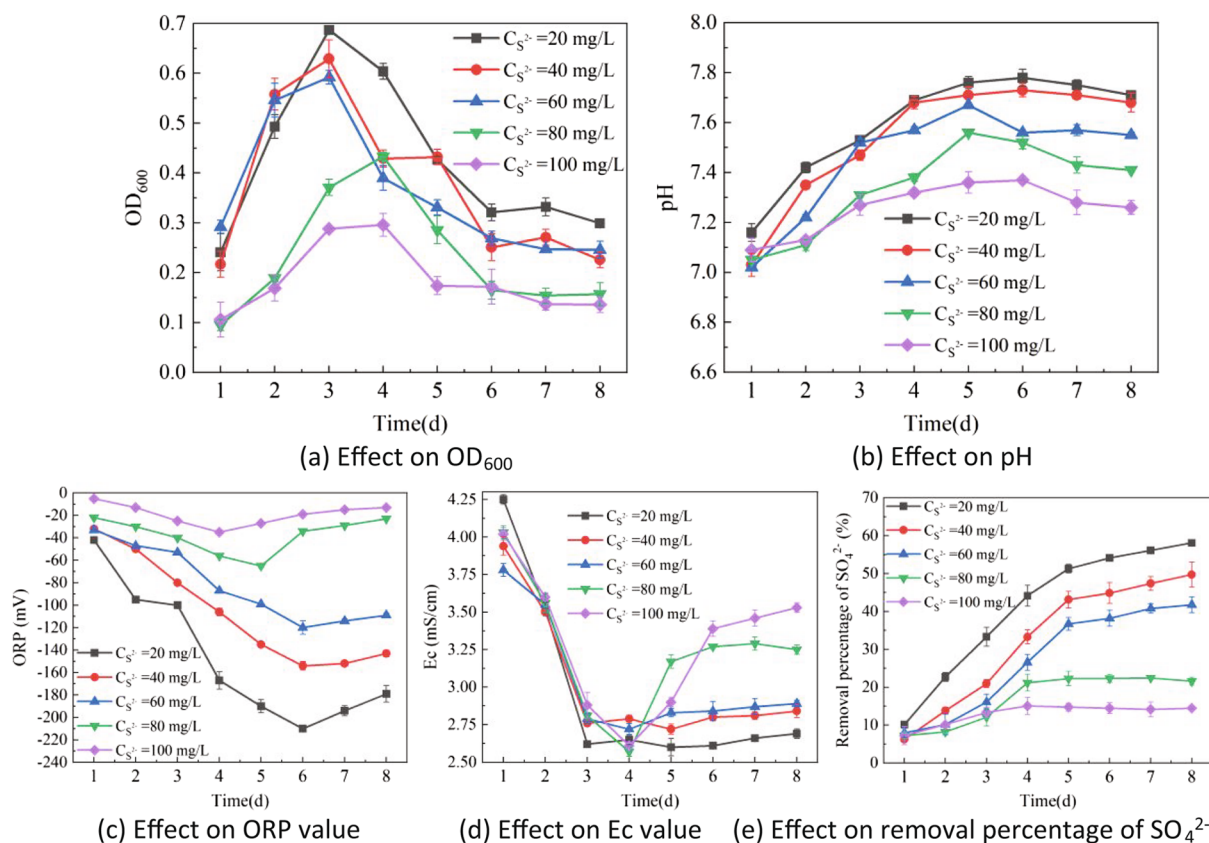 0.7
0.6
0.5
0.4
0.3
0.2
0.1
0.0
OD600
1 2 3 4 5 6 7 8
Time(d)
CS2- =20 mg/L
CS2- =40 mg/L
CS2- =60 mg/L
CS2- =80 mg/L
CS2- =100 mg/L
(a) Effect on OD600
8.0
7.8
7.6
7.4
7.2
7.0
6.8
6.6
pH
1 2 3 4 5 6 7 8
Time(d)
CS2- =20 mg/L
CS2- =40 mg/L
CS2- =60 mg/L
CS2- =80 mg/L
CS2- =100 mg/L
(b) Effect on pH
0
-20
-40
-60
-80
-100
-120
-140
-160
-180
-200
-220
-240
ORP (mV)
CS2- =20 mg/L
CS2- =40 mg/L
CS2- =60 mg/L
CS2- =80 mg/L
CS2- =100 mg/L
1 2 3 4 5 6 7 8
Time(d)
(c) Effect on ORP value
4.25
4.00
3.75
3.50
3.25
3.00
2.75
2.50
Ec (mS/cm)
CS2- =20 mg/L
CS2- =40 mg/L
CS2- =60 mg/L
CS2- =80 mg/L
CS2- =100 mg/L
1 2 3 4 5 6 7 8
Time(d)
(d) Effect on Ec value
70
60
50
40
30
20
10
0
Removal percentage of SO42- (%)
CS2- =20 mg/L
CS2- =40 mg/L
CS2- =60 mg/L
CS2- =80 mg/L
CS2- =100 mg/L
1 2 3 4 5 6 7 8
Time(d)
(e) Effect on removal percentage of SO42-